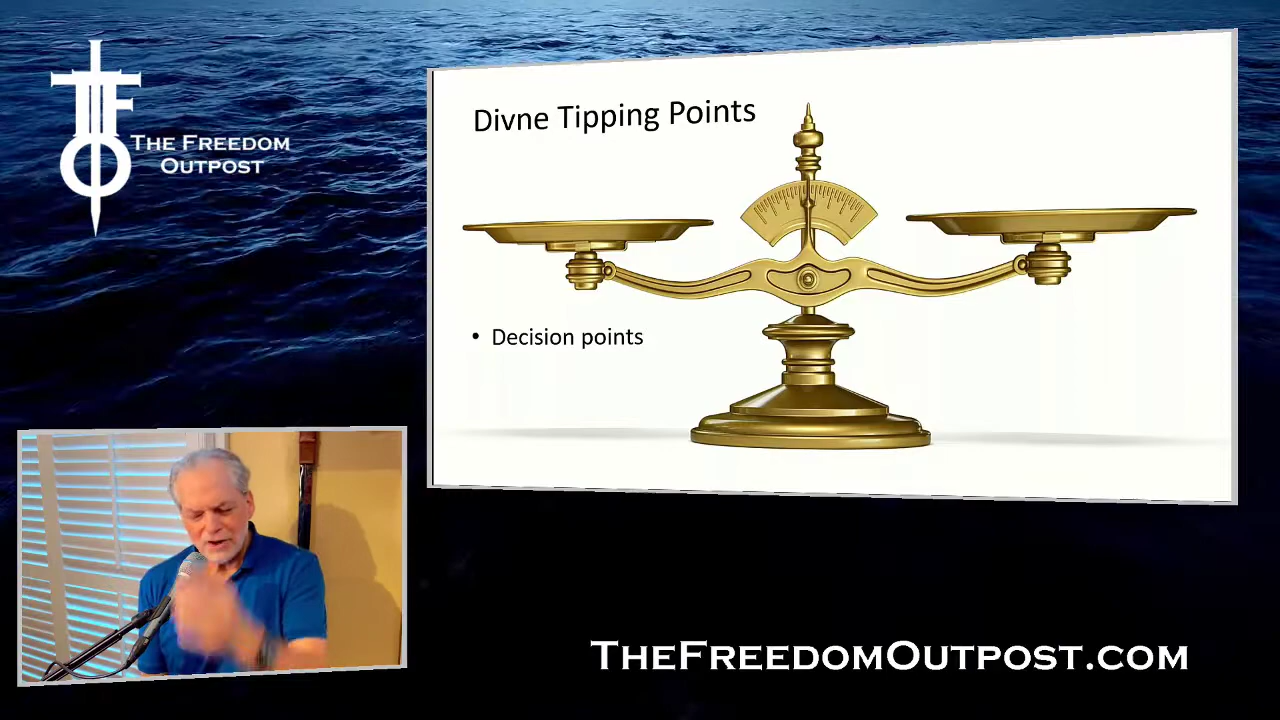 The Freedom
Outpost
Divne Tipping Points
• Decision points
TheFreedomOutpost.com